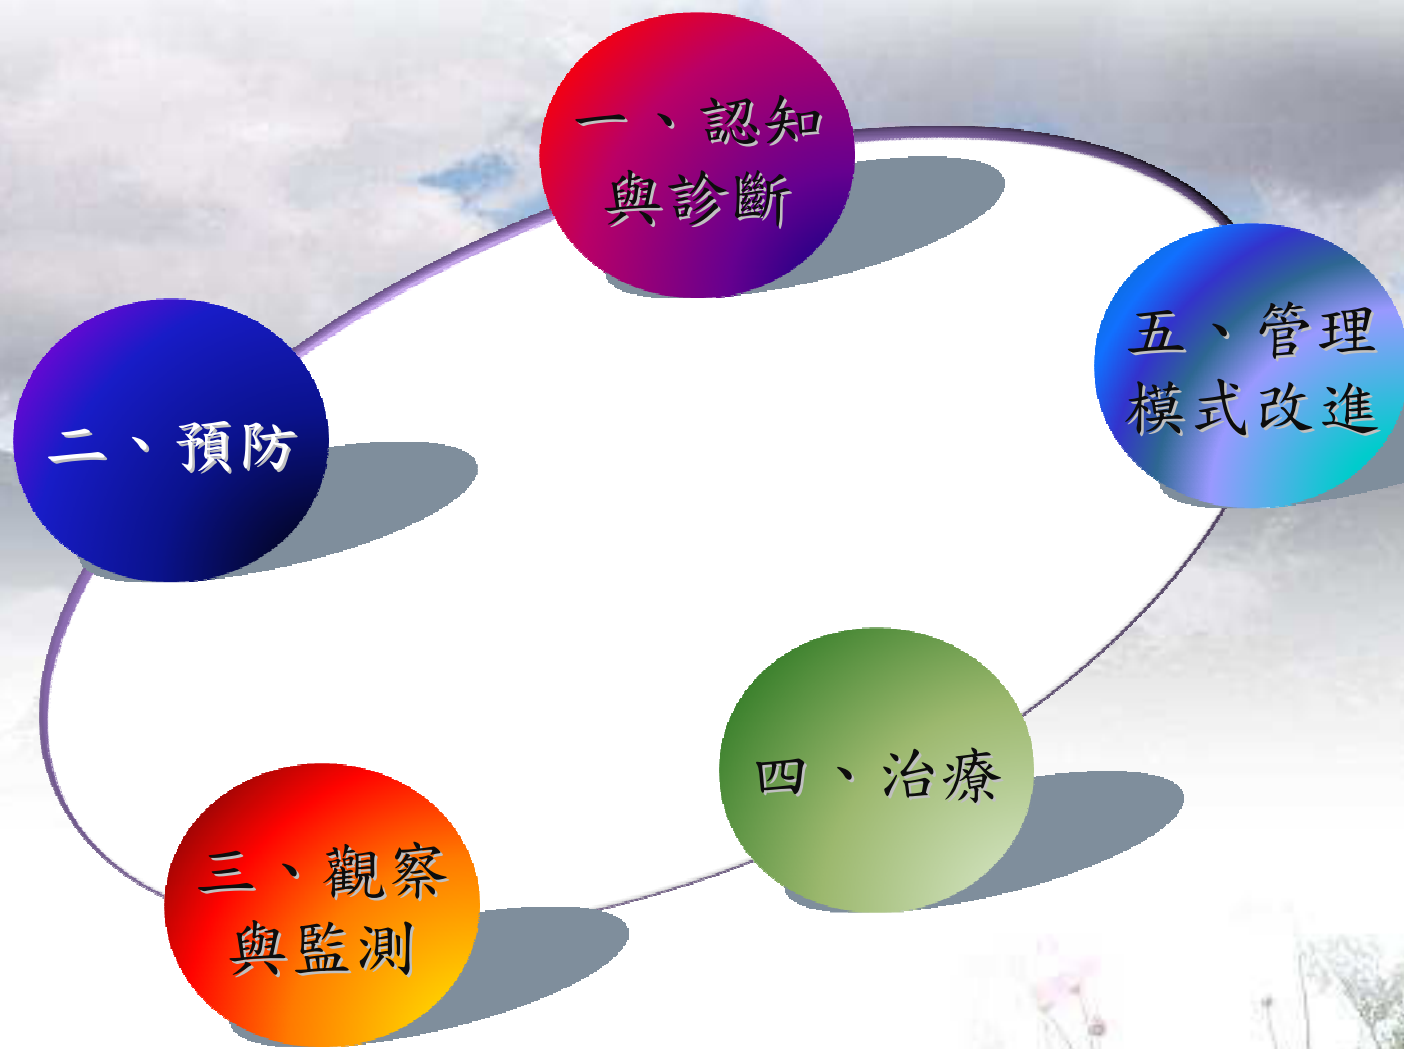 一、認知
與診斷
二、預防
三、觀察
與監測
四、治療
五、管理
模式改進